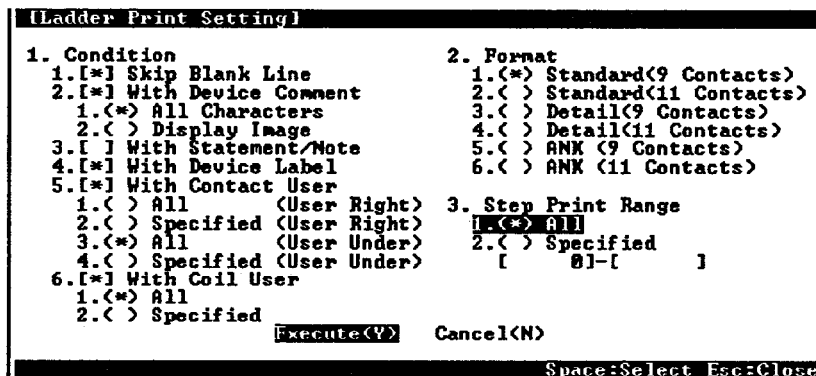 [Ladder Print Setting]
1. Condition
1.[*] Skip Blank Line
2.[*] With Device Comment
1.(*) All Characters
2.( ) Display Image
3.[ ] With Statement/Note
4.[*] With Device Label
5.[*] With Contact User
1.( ) All (User Right)
2.( ) Specified (User Right)
3.(*) All (User Under)
4.( ) Specified (User Under)
6.[*] With Coil User
1.(*) All
2.( ) Specified
2. Format
1.(*) Standard(9 Contacts)
2.( ) Standard(11 Contacts)
3.( ) Detail(9 Contacts)
4.( ) Detail(11 Contacts)
5.( ) ANK (9 Contacts)
6.( ) ANK (11 Contacts)
3. Step Print Range
1.(*) All
2.( ) Specified
[ 0]-[ ]
Execute(Y) Cancel(N)
Space:Select Esc:Close